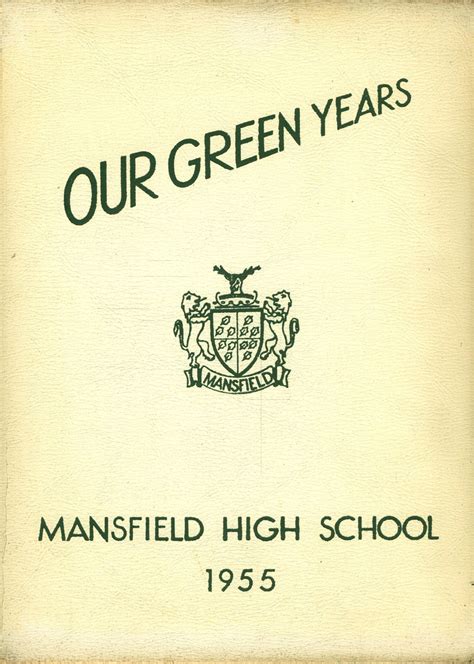 OUR GREEN YEARS
MANSFIELD
MANSFIELD HIGH SCHOOL
1955